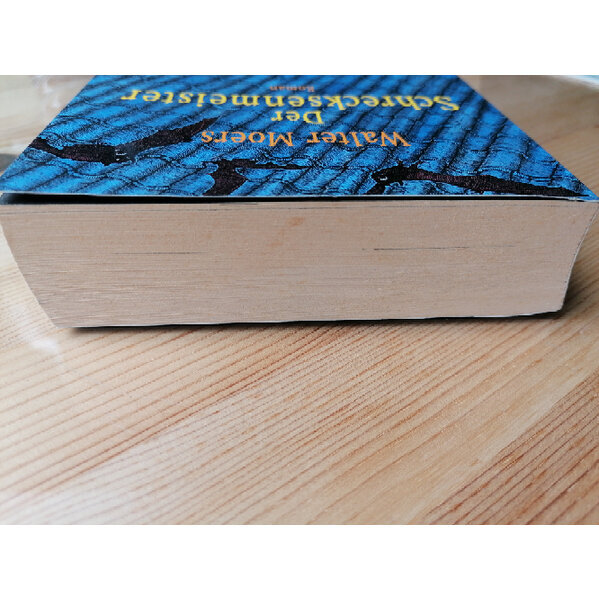 Walter Moers
Der
Schrecksenmeister
Roman